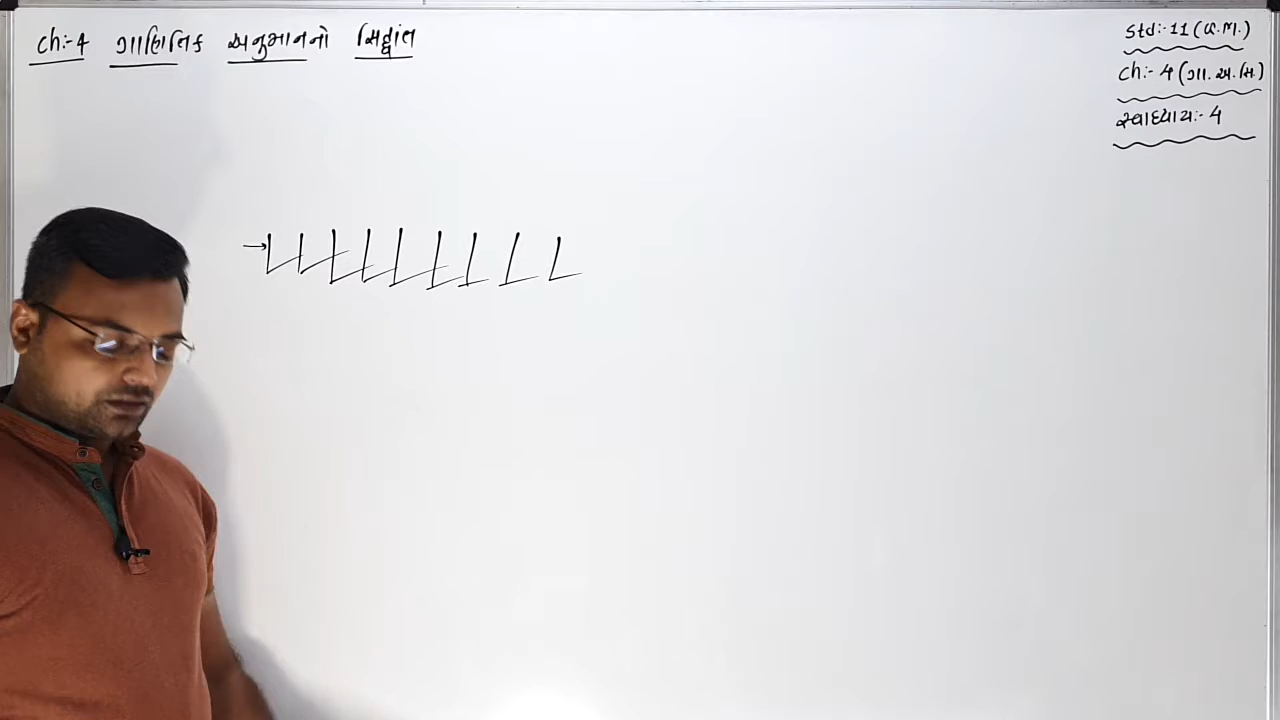 Ch:-4 ગાણિતિક અનુમાનનો સિદ્ધાંત
Std:-11 (G.M.)
Ch:- 4 (ગા. અ. સિ.)
સ્વાધ્યાય:- 4